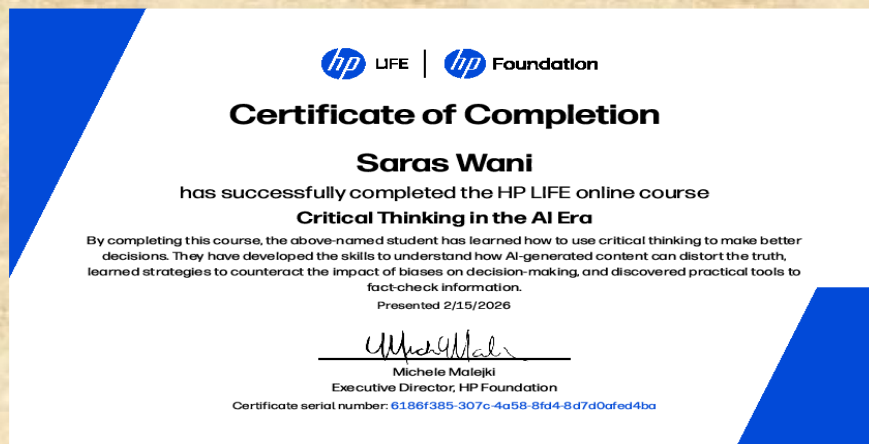 hp LIFE | hp Foundation
Certificate of Completion
Saras Wani
has successfully completed the HP LIFE online course
Critical Thinking in the AI Era
By completing this course, the above-named student has learned how to use critical thinking to make better
decisions. They have developed the skills to understand how AI-generated content can distort the truth,
learned strategies to counteract the impact of biases on decision-making, and discovered practical tools to
fact-check information.
Presented 2/15/2026
Michele Malejki
Executive Director, HP Foundation
Certificate serial number: 6186f385-307c-4a58-8fd4-8d7d0afed4ba